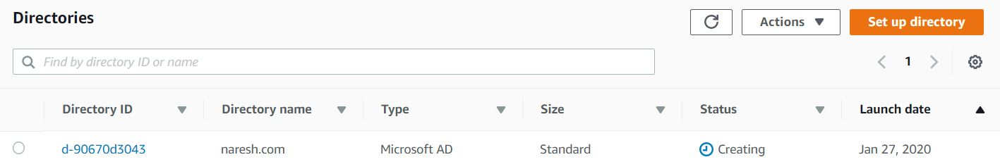 Directories
Actions
Set up directory
Find by directory ID or name
1
Directory ID Directory name Type Size Status Launch date
d-90670d3043 naresh.com Microsoft AD Standard Creating Jan 27, 2020